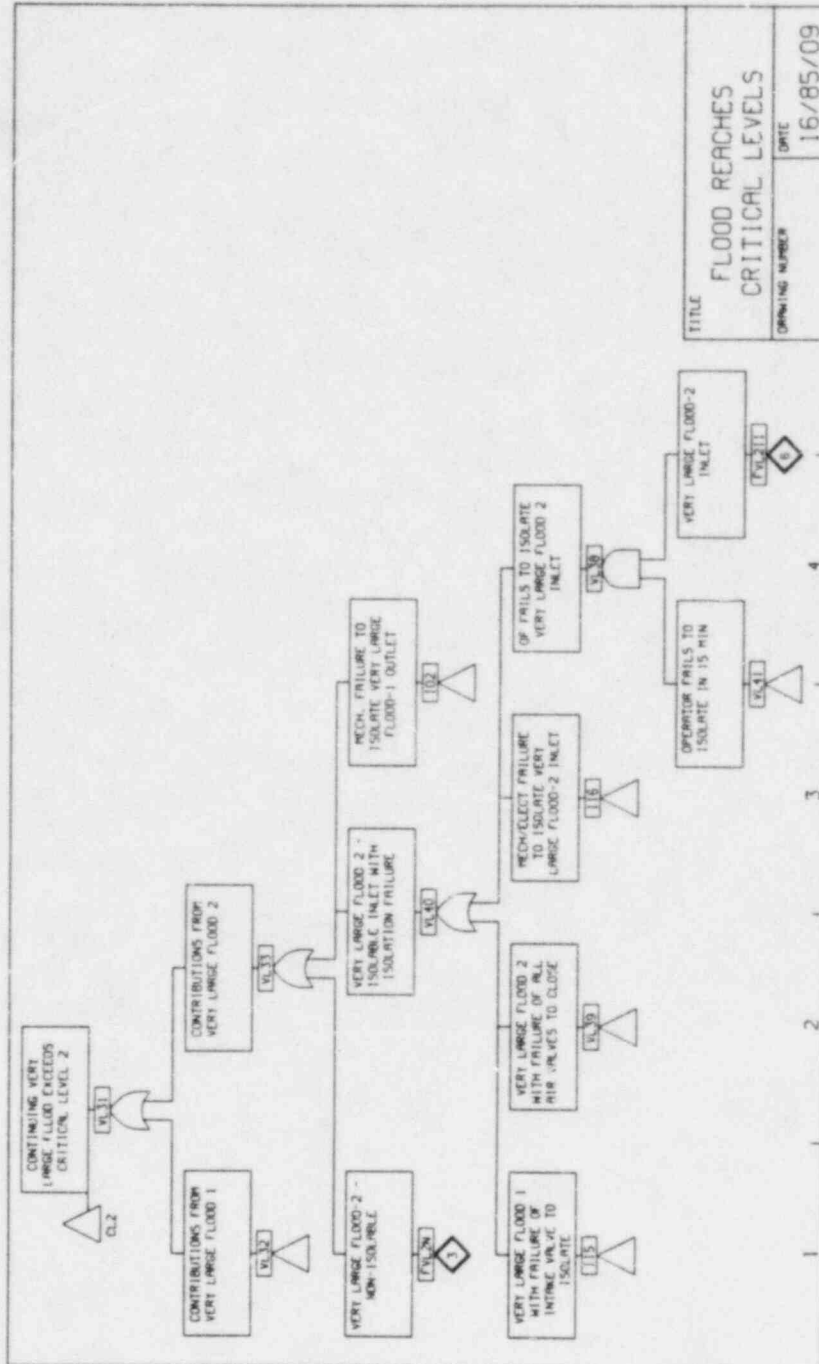 CONTINUING VERY
LARGE FLLOD EXCEEDS
CRITICAL LEVEL 2
CL2
VL31
CONTRIBUTIONS FROM
VERY LARGE FLOOD 1
VL32
CONTRIBUTIONS FROM
VERY LARGE FLOOD 2
VL33
VERY LARGE FLOOD-2 -
NON-ISOLABLE
FVL2N
3
VERY LARGE FLOOD 2 -
ISOLABLE INLET WITH
ISOLATION FAILURE
VL40
MECH. FAILURE TO
ISOLATE VERY LARGE
FLOOD-1 OUTLET
IO2
VERY LARGE FLOOD 1
WITH FAILURE OF
INTAKE VALVE TO
ISOLATE
II5
VERY LARGE FLOOD 2
WITH FAILURE OF ALL
AIR VALVES TO CLOSE
VL39
MECH/ELECT FAILURE
TO ISOLATE VERY
LARGE FLOOD-2 INLET
II6
OF FAILS TO ISOLATE
VERY LARGE FLOOD 2
INLET
VL38
OPERATOR FAILS TO
ISOLATE IN 15 MIN
VL41
VERY LARGE FLOOD-2
INLET
FVL2II
6
1
2
3
4
TITLE
FLOOD REACHES
CRITICAL LEVELS
DRAWING NUMBER
DATE
16/85/09